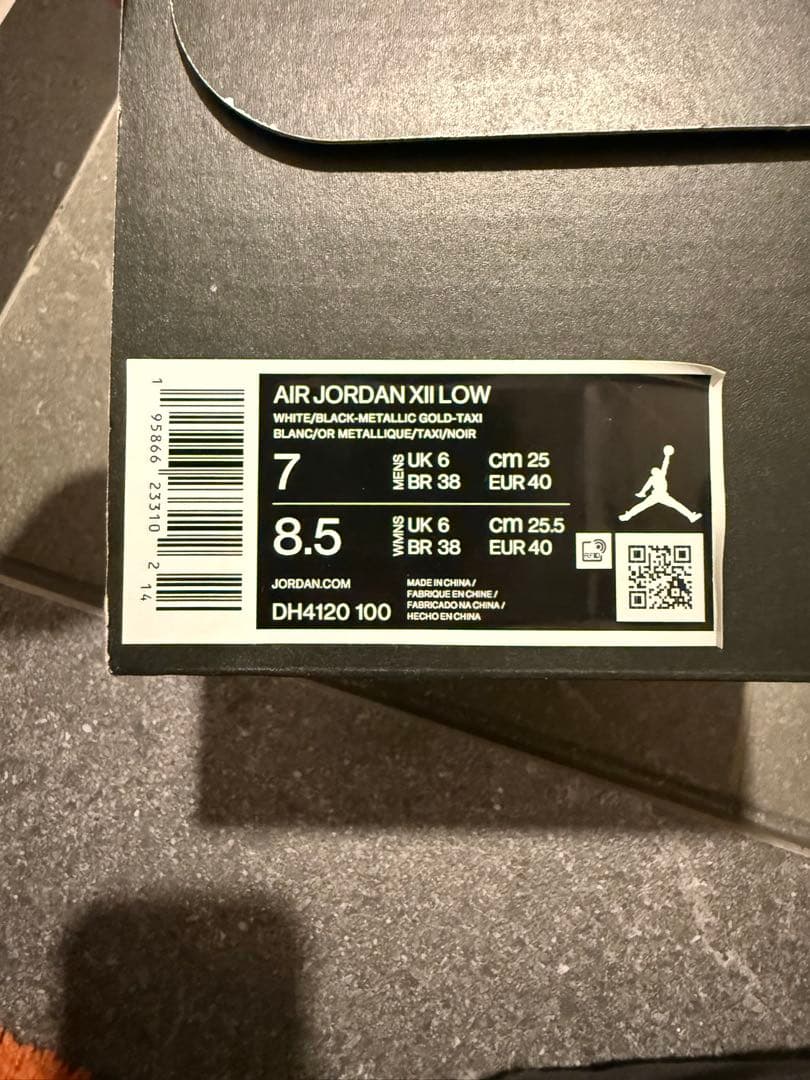 AIR JORDAN XII LOW
WHITE/BLACK-METALLIC GOLD-TAXI
BLANC/OR METALLIQUE/TAXI/NOIR
7 MENS UK 6 cm 25
BR 38 EUR 40
8.5 WMNS UK 6 cm 25.5
BR 38 EUR 40
RFID
JORDAN.COM
DH4120 100
MADE IN CHINA /
FABRIQUE EN CHINE /
FABRICADO NA CHINA /
HECHO EN CHINA
1 95866 23310 2 14